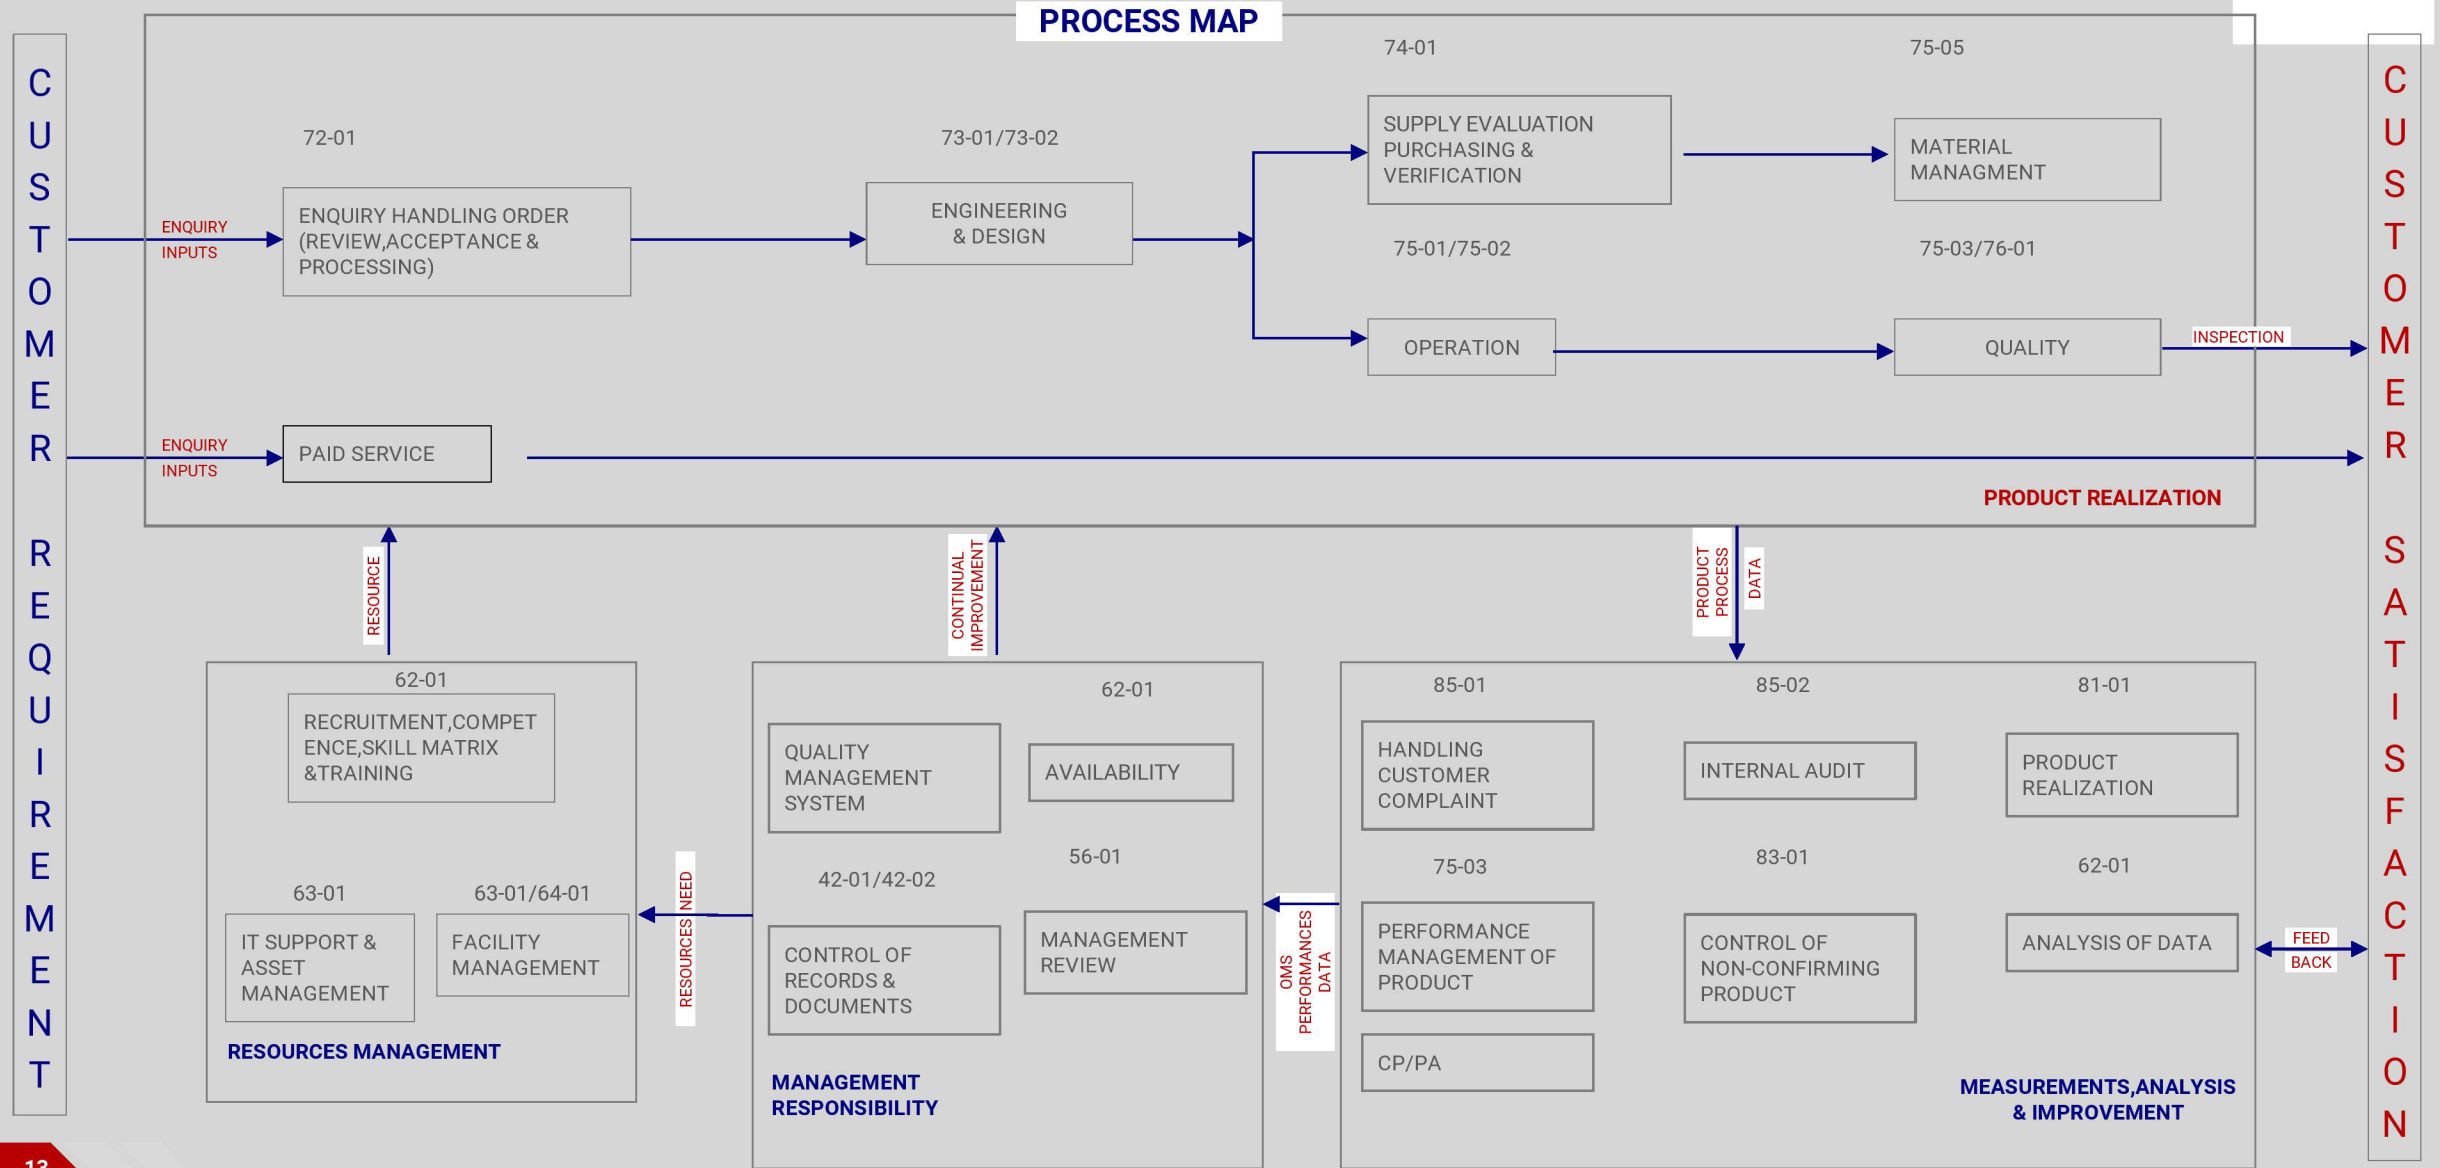 PROCESS MAP
CUSTOMER REQUIREMENT
74-01
75-05
72-01
73-01/73-02
SUPPLY EVALUATION
PURCHASING &
VERIFICATION
MATERIAL
MANAGMENT
ENQUIRY
INPUTS
ENQUIRY HANDLING ORDER
(REVIEW,ACCEPTANCE &
PROCESSING)
ENGINEERING
& DESIGN
75-01/75-02
75-03/76-01
OPERATION
QUALITY
INSPECTION
ENQUIRY
INPUTS
PAID SERVICE
PRODUCT REALIZATION
RESOURCE
CONTINUAL
IMPROVEMENT
PRODUCT
PROCESS
DATA
62-01
RECRUITMENT,COMPET
ENCE,SKILL MATRIX
&TRAINING
63-01
63-01/64-01
IT SUPPORT &
ASSET
MANAGEMENT
FACILITY
MANAGEMENT
RESOURCES MANAGEMENT
RESOURCES NEED
62-01
QUALITY
MANAGEMENT
SYSTEM
AVAILABILITY
42-01/42-02
56-01
CONTROL OF
RECORDS &
DOCUMENTS
MANAGEMENT
REVIEW
MANAGEMENT
RESPONSIBILITY
OMS
PERFORMANCES
DATA
85-01
85-02
81-01
HANDLING
CUSTOMER
COMPLAINT
INTERNAL AUDIT
PRODUCT
REALIZATION
75-03
83-01
62-01
PERFORMANCE
MANAGEMENT OF
PRODUCT
CONTROL OF
NON-CONFIRMING
PRODUCT
ANALYSIS OF DATA
CP/PA
MEASUREMENTS,ANALYSIS
& IMPROVEMENT
FEED
BACK
CUSTOMER SATISFACTION
13